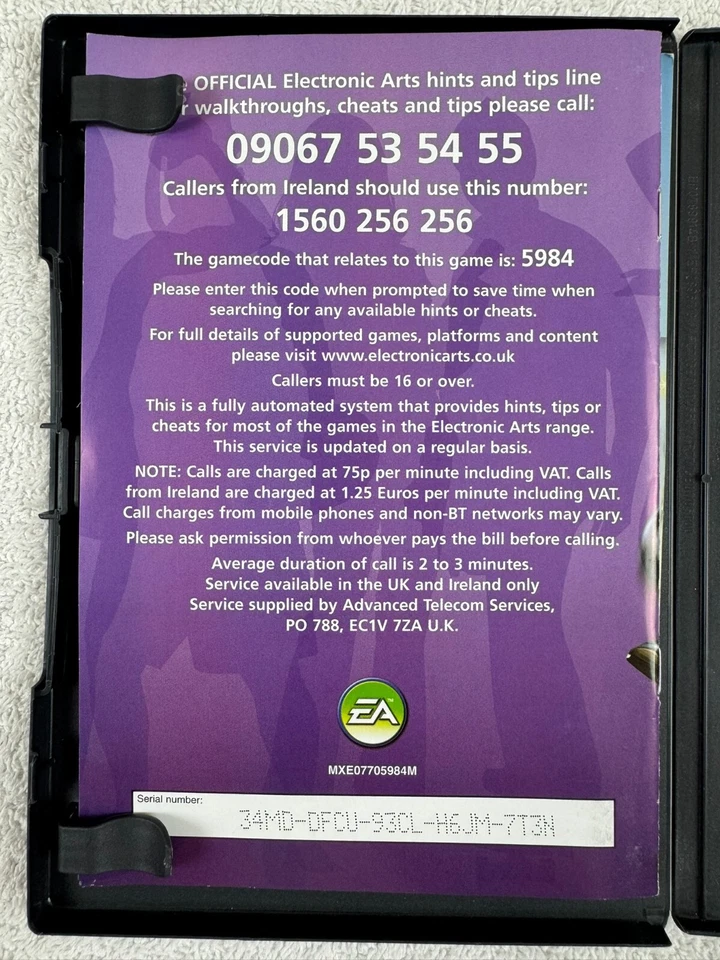 OFFICIAL Electronic Arts hints and tips line
walkthroughs, cheats and tips please call:
09067 53 54 55
Callers from Ireland should use this number:
1560 256 256
The gamecode that relates to this game is: 5984
Please enter this code when prompted to save time when
searching for any available hints or cheats.
For full details of supported games, platforms and content
please visit www.electronicarts.co.uk
Callers must be 16 or over.
This is a fully automated system that provides hints, tips or
cheats for most of the games in the Electronic Arts range.
This service is updated on a regular basis.
NOTE: Calls are charged at 75p per minute including VAT. Calls
from Ireland are charged at 1.25 Euros per minute including VAT.
Call charges from mobile phones and non-BT networks may vary.
Please ask permission from whoever pays the bill before calling.
Average duration of call is 2 to 3 minutes.
Service available in the UK and Ireland only
Service supplied by Advanced Telecom Services,
PO 788, EC1V 7ZA U.K.
EA
MXE07705984M
Serial number:
34MD-DFCU-93CL-H6JM-7T3N